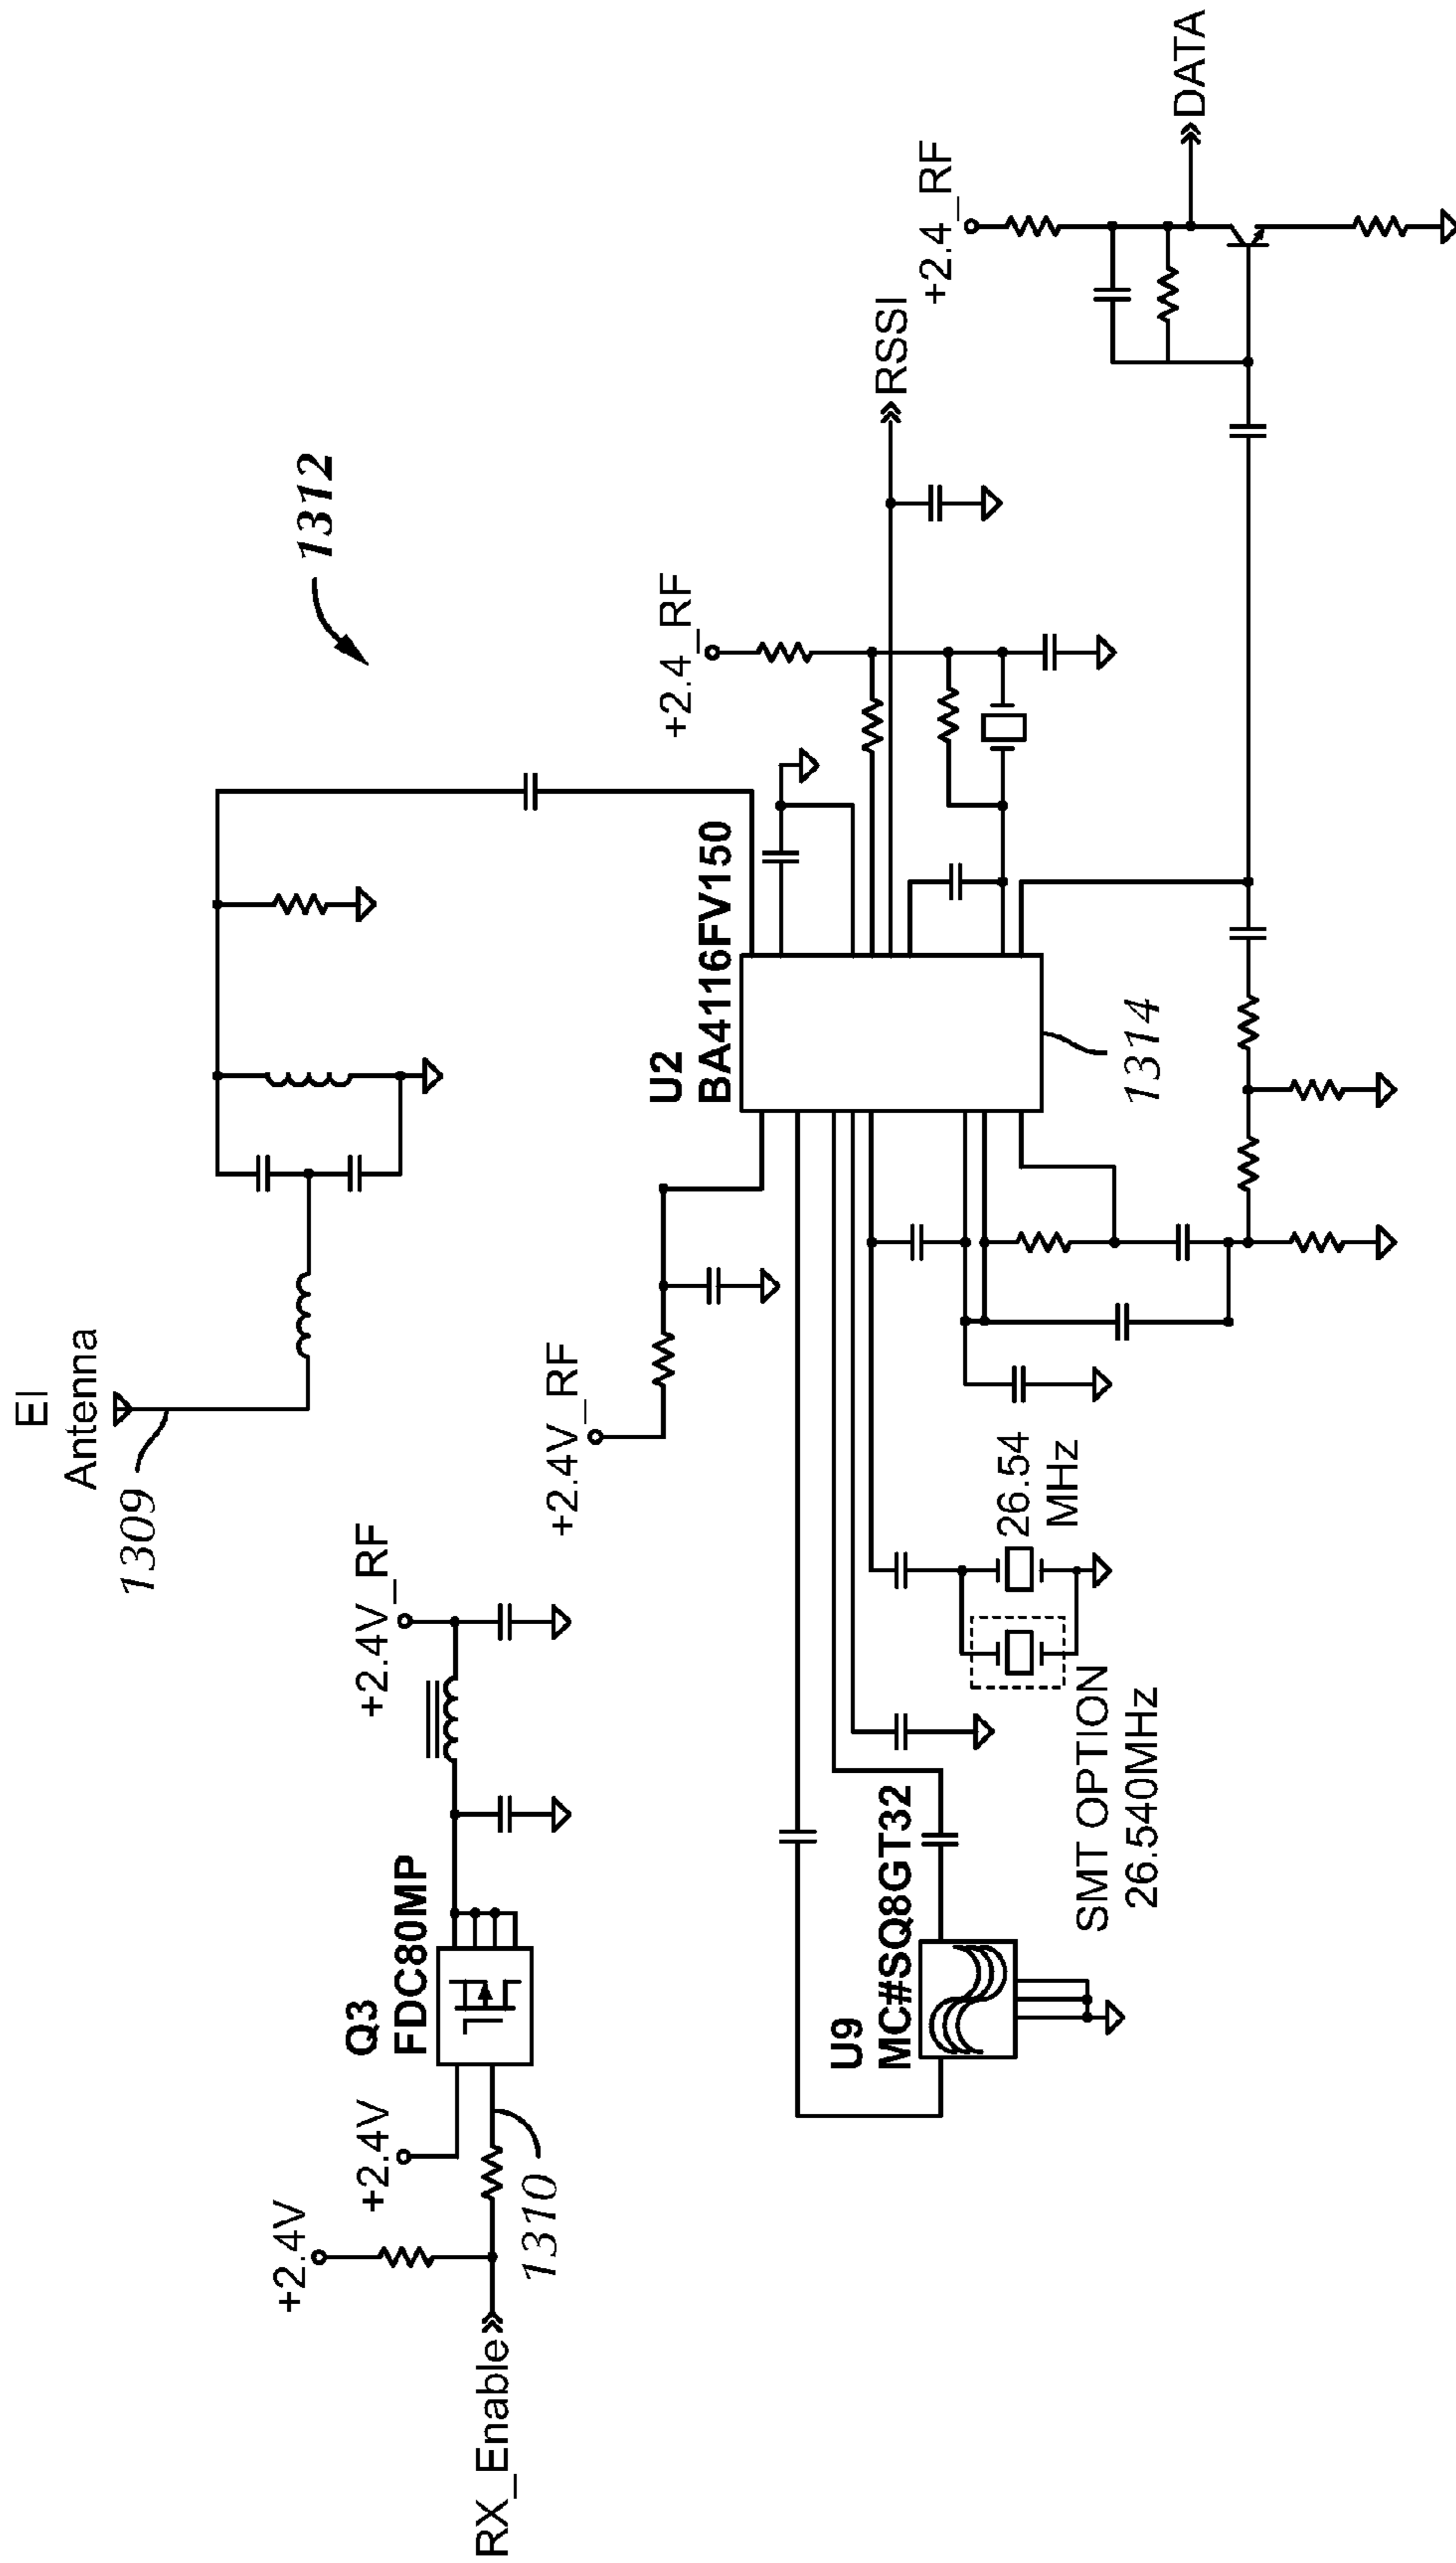 EI
Antenna
1309
1312
+2.4V
+2.4V
Q3
FDC80MP
+2.4V_RF
RX_Enable
1310
+2.4V_RF
U2
BA4116FV150
+2.4_RF
RSSI
+2.4_RF
DATA
U9
MC#SQ8GT32
26.54
MHz
SMT OPTION
26.540MHz
1314